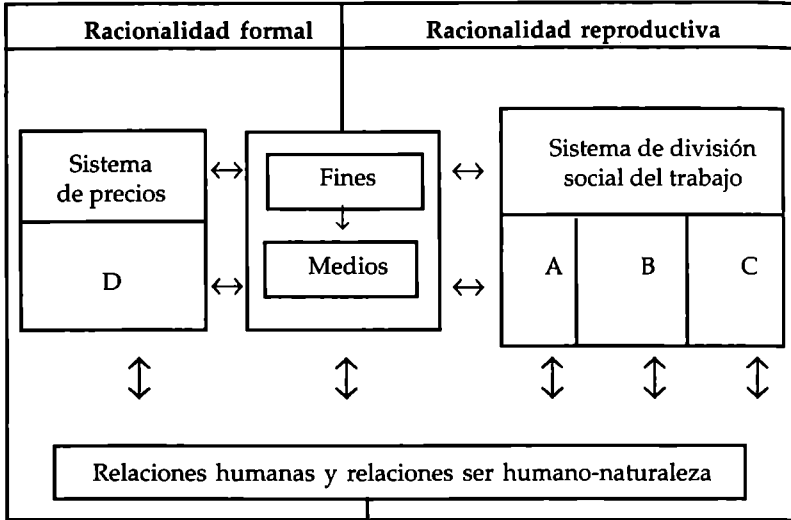 Racionalidad formal
Racionalidad reproductiva
Sistema
de precios
D
Fines
Medios
Sistema de división
social del trabajo
A
B
C
Relaciones humanas y relaciones ser humano-naturaleza